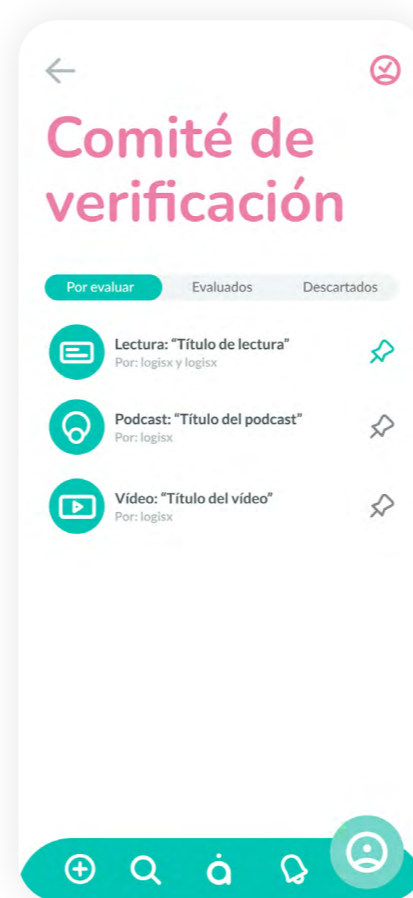 Comité de
verificación
Por evaluar Evaluados Descartados
Lectura: “Título de lectura”
Por: logisx y logisx
Podcast: “Título del podcast”
Por: logisx
Vídeo: “Título del vídeo”
Por: logisx